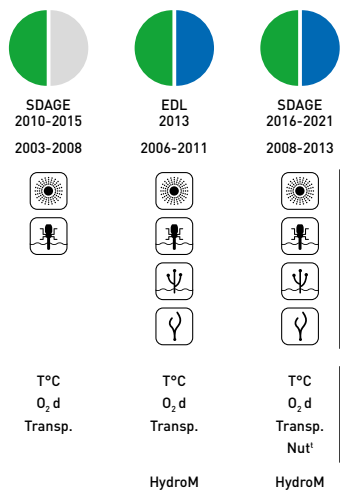 SDAGE
2010-2015
2003-2008
T°C
O₂ d
Transp.
EDL
2013
2006-2011
T°C
O₂ d
Transp.
HydroM
SDAGE
2016-2021
2008-2013
T°C
O₂ d
Transp.
Nutᵗ
HydroM